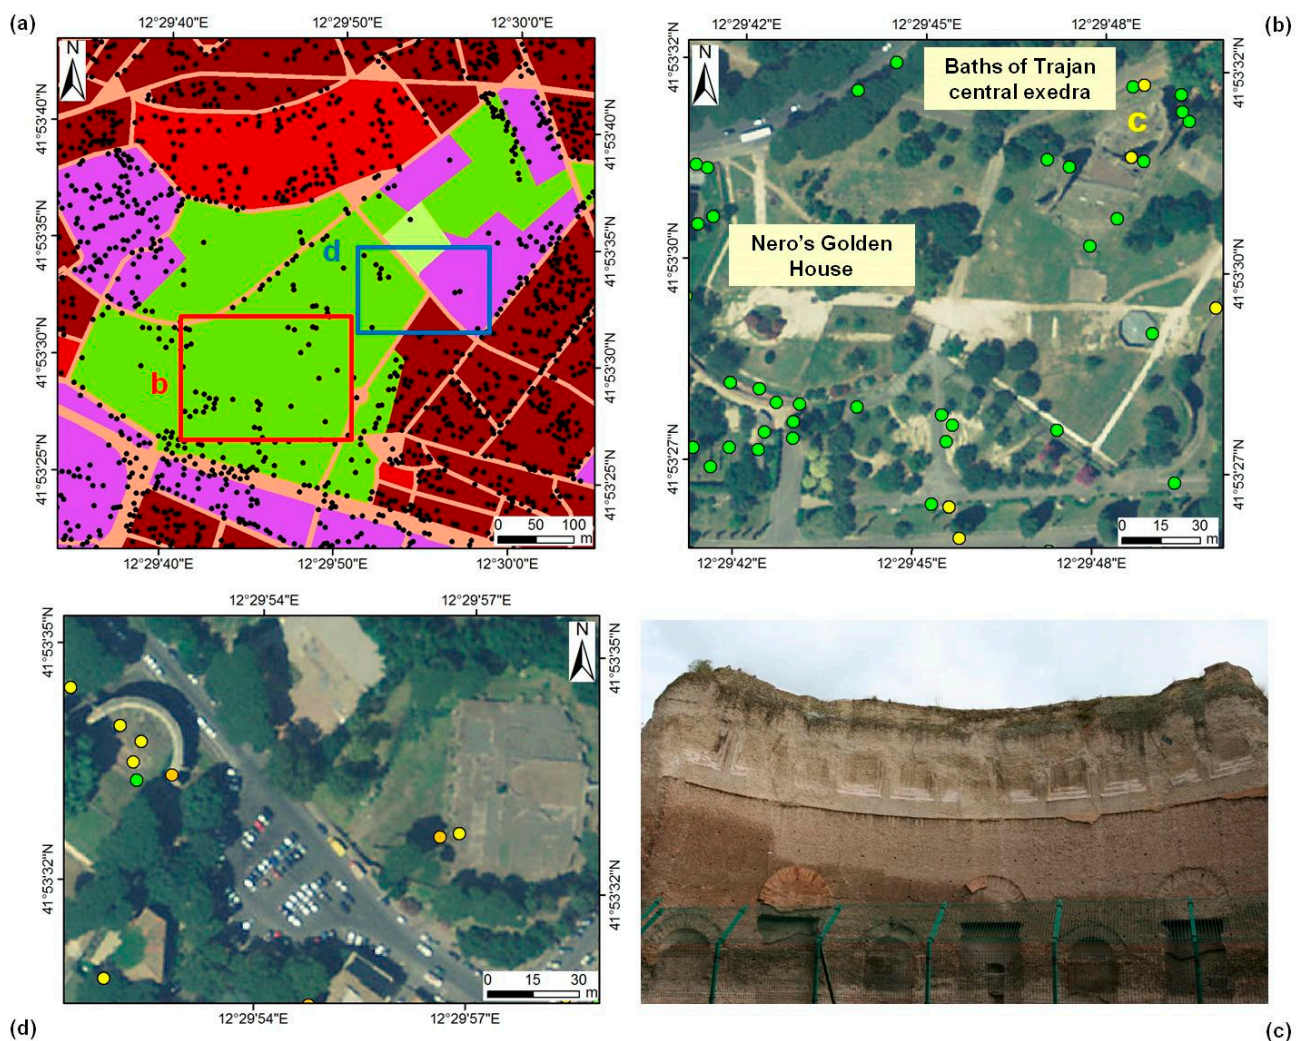 (a)
12°29'40"E
12°29'50"E
12°30'0"E
N
41°53'40"N
41°53'35"N
41°53'30"N
41°53'25"N
41°53'40"N
41°53'35"N
41°53'30"N
41°53'25"N
d
b
0 50 100
m
12°29'40"E
12°29'50"E
12°30'0"E
(b)
12°29'42"E
12°29'45"E
12°29'48"E
N
41°53'32"N
41°53'30"N
41°53'27"N
41°53'32"N
41°53'30"N
41°53'27"N
Baths of Trajan
central exedra
c
Nero's Golden
House
0 15 30
m
12°29'42"E
12°29'45"E
12°29'48"E
12°29'54"E
12°29'57"E
N
41°53'35"N
41°53'32"N
41°53'35"N
41°53'32"N
0 15 30
m
12°29'54"E
12°29'57"E
(d)
(c)